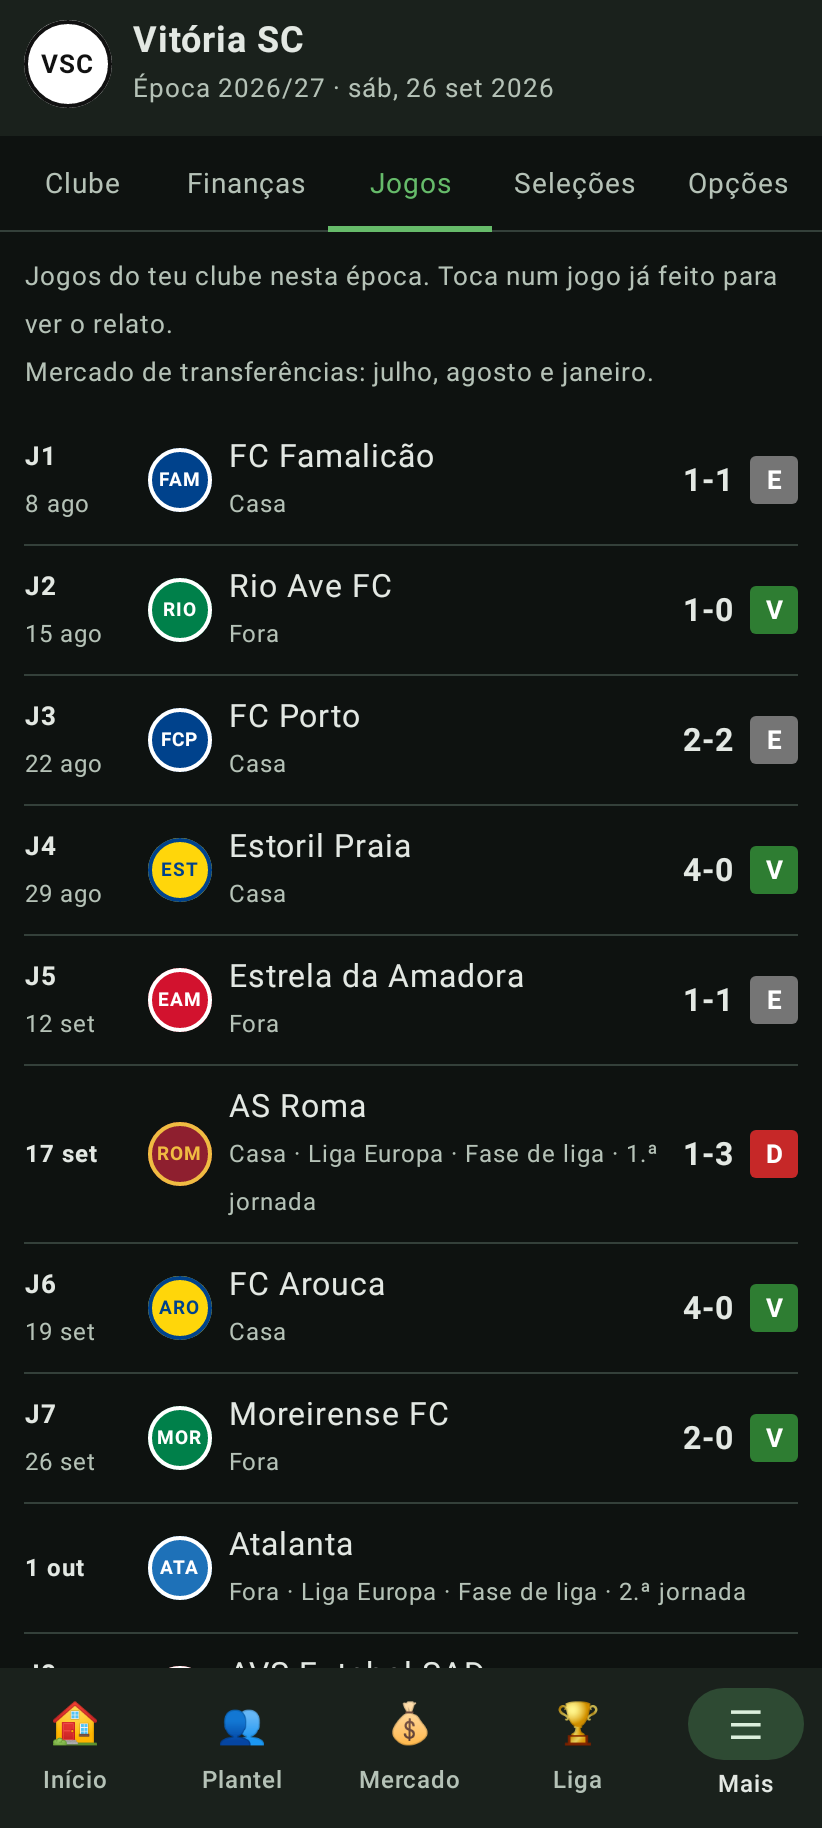 VSC
Vitória SC
Época 2026/27 · sáb, 26 set 2026
Clube Finanças Jogos Seleções Opções
Jogos do teu clube nesta época. Toca num jogo já feito para
ver o relato.
Mercado de transferências: julho, agosto e janeiro.
J1
8 ago
FAM
FC Famalicão
Casa
1-1 E
J2
15 ago
RIO
Rio Ave FC
Fora
1-0 V
J3
22 ago
FCP
FC Porto
Casa
2-2 E
J4
29 ago
EST
Estoril Praia
Casa
4-0 V
J5
12 set
EAM
Estrela da Amadora
Fora
1-1 E
17 set
ROM
AS Roma
Casa · Liga Europa · Fase de liga · 1.ª
jornada
1-3 D
J6
19 set
ARO
FC Arouca
Casa
4-0 V
J7
26 set
MOR
Moreirense FC
Fora
2-0 V
1 out
ATA
Atalanta
Fora · Liga Europa · Fase de liga · 2.ª jornada
Início Plantel Mercado Liga Mais